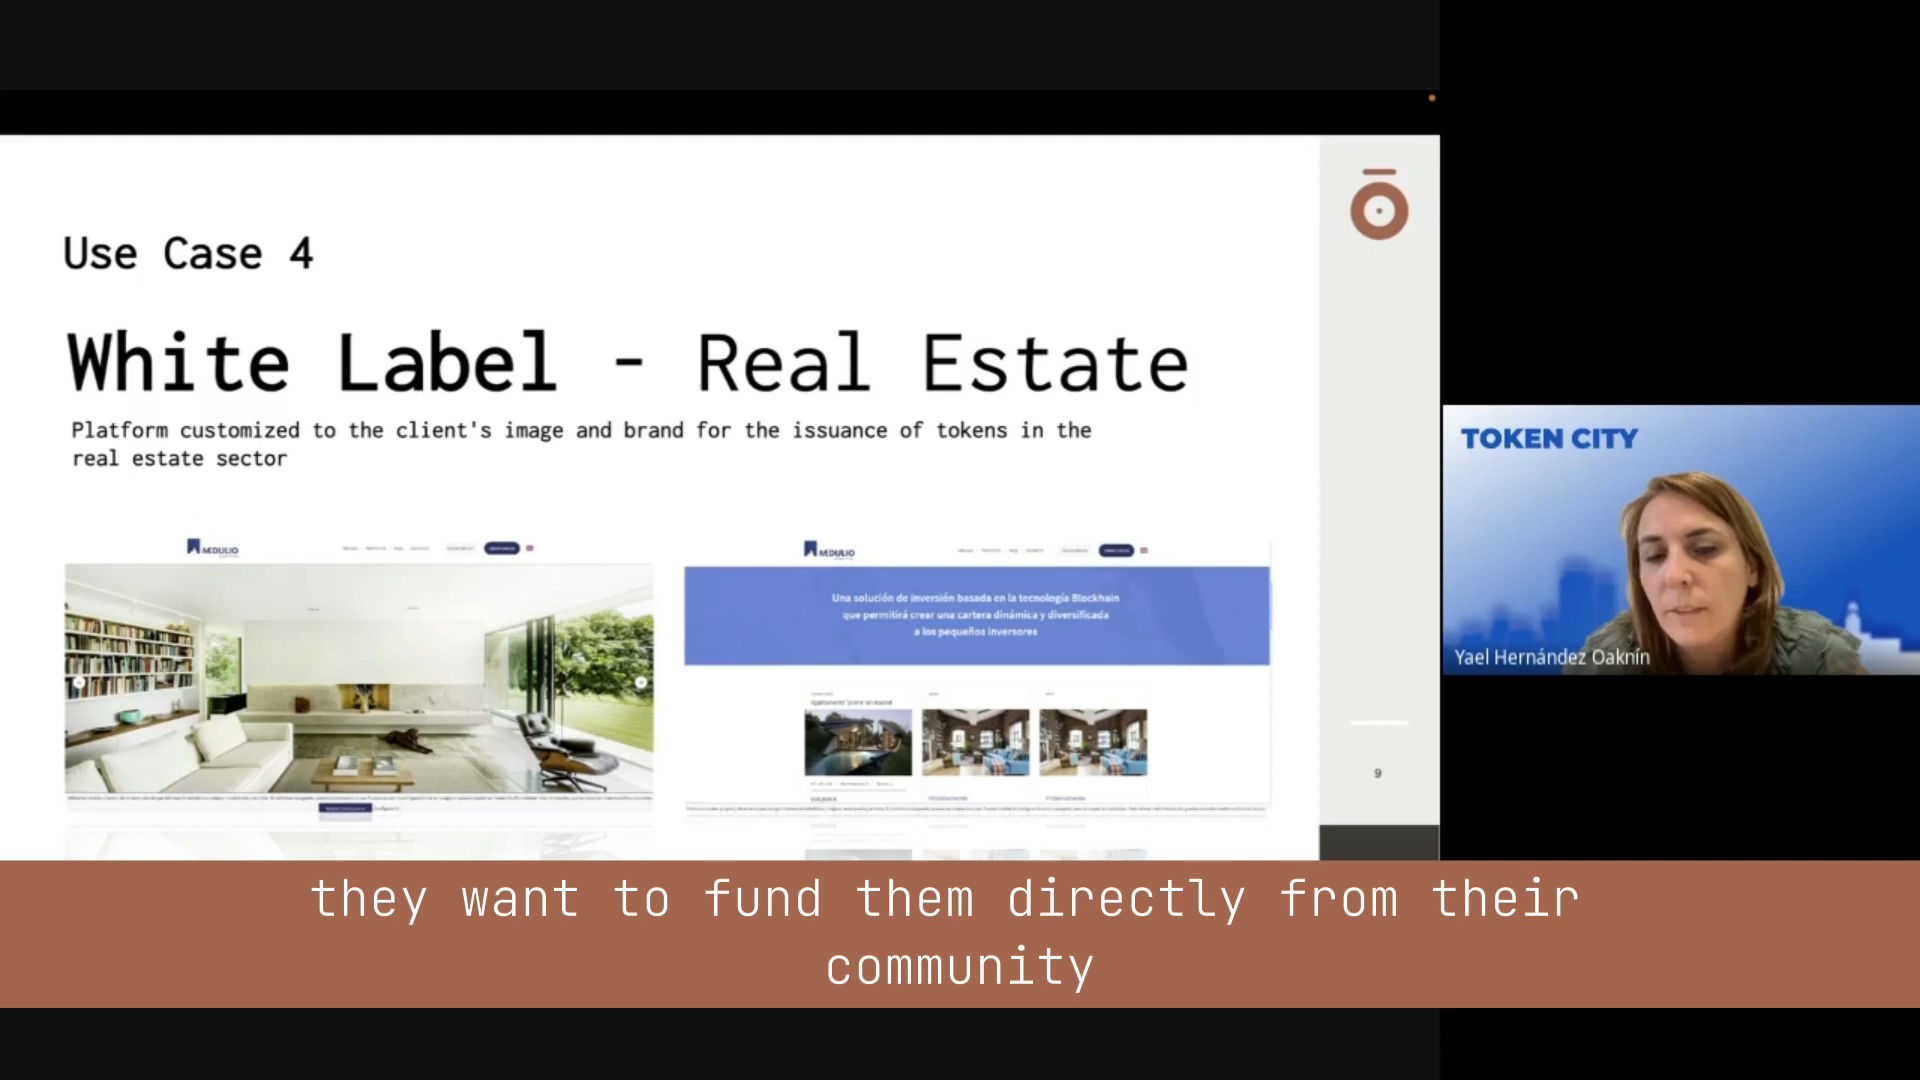 Use Case 4
White Label - Real Estate
Platform customized to the client's image and brand for the issuance of tokens in the
real estate sector
MEDULIO
MEDULIO
Una solución de inversión basada en la tecnología Blockhain
que permitirá crear una cartera dinámica y diversificada
a los pequeños inversores
9
TOKEN CITY
Yael Hernández Oaknín
they want to fund them directly from their
community